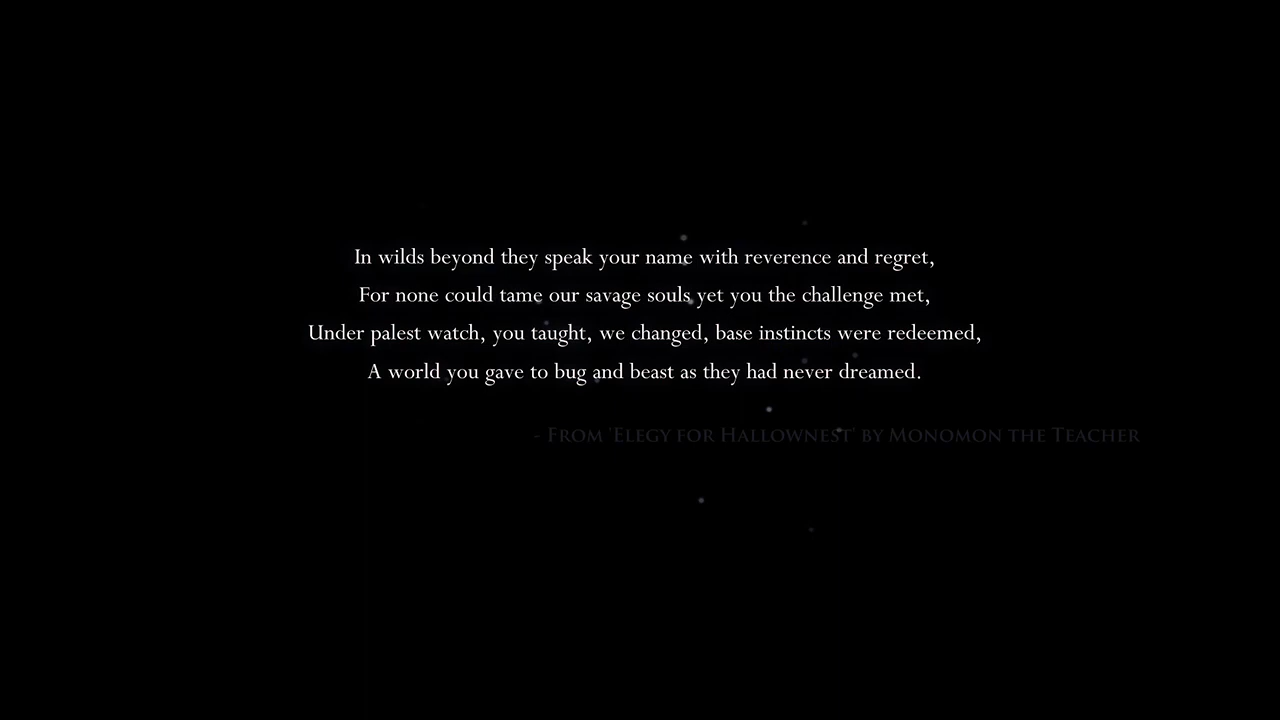 In wilds beyond they speak your name with reverence and regret,
For none could tame our savage souls yet you the challenge met,
Under palest watch, you taught, we changed, base instincts were redeemed,
A world you gave to bug and beast as they had never dreamed.
- From 'Elegy for Hallownest' by Monomon the Teacher